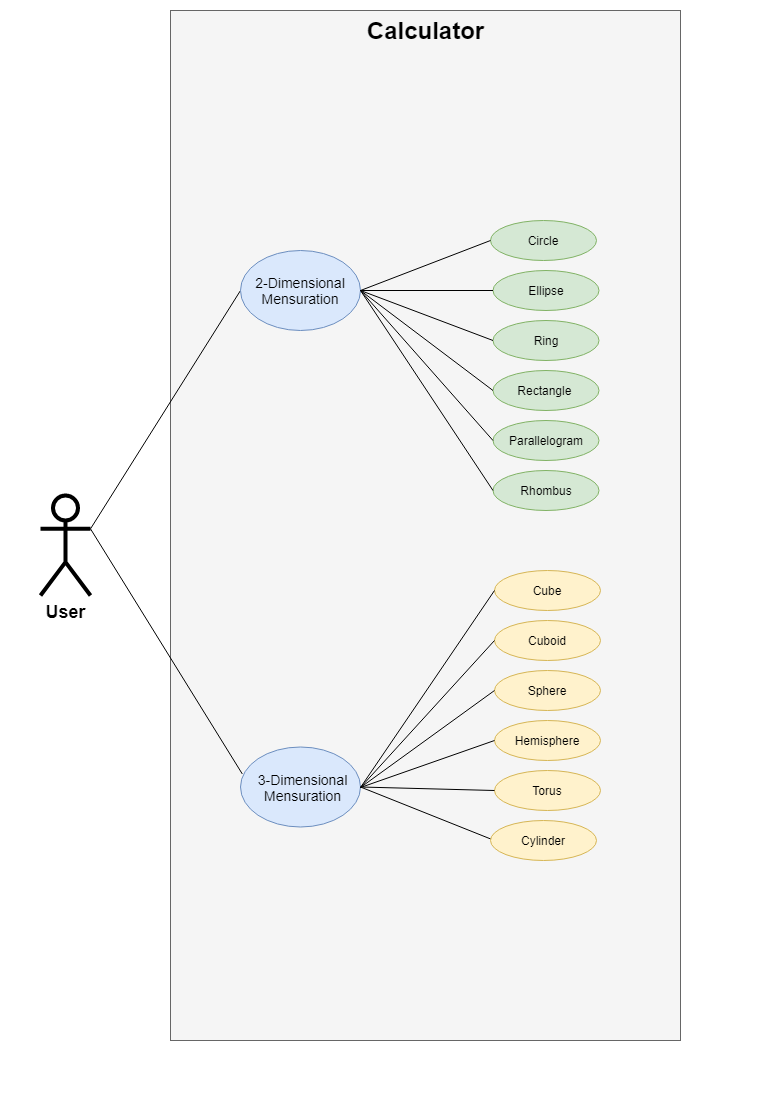 Calculator
2-Dimensional
Mensuration
Circle
Ellipse
Ring
Rectangle
Parallelogram
Rhombus
User
Cube
Cuboid
Sphere
Hemisphere
3-Dimensional
Mensuration
Torus
Cylinder